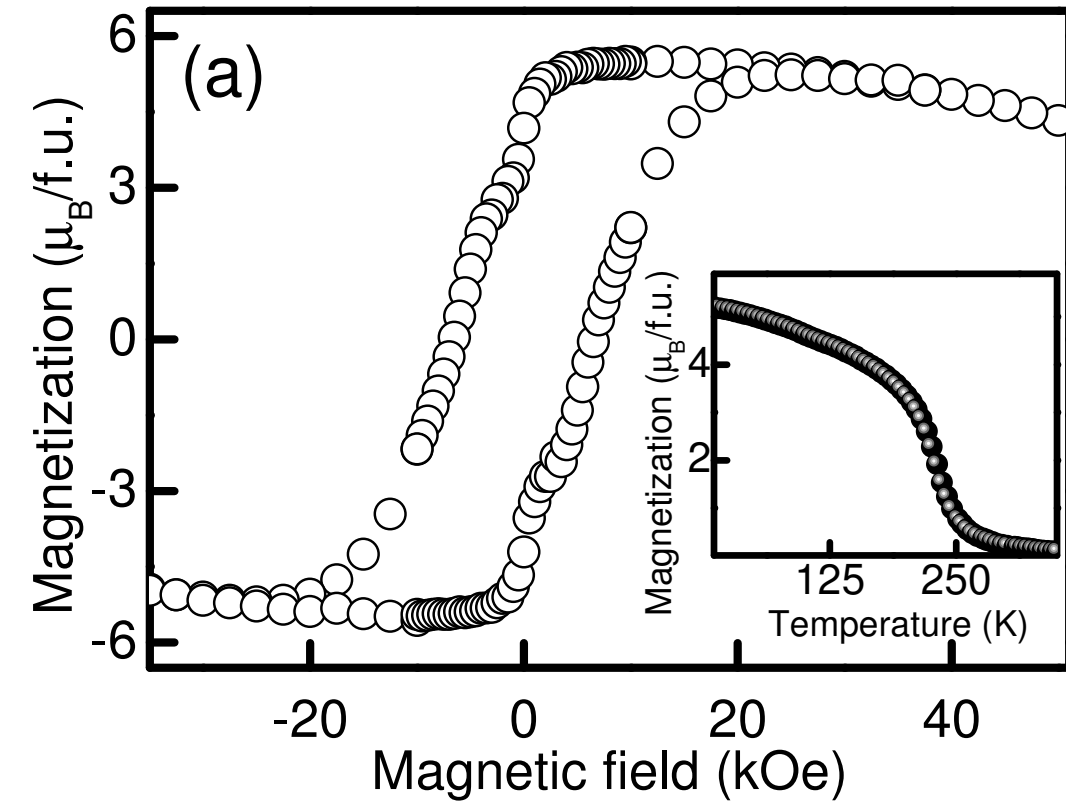 (a)
6
3
0
-3
-6
Magnetization (μB/f.u.)
-20 0 20 40
Magnetic field (kOe)
4
2
Magnetization (μB/f.u.)
125 250
Temperature (K)